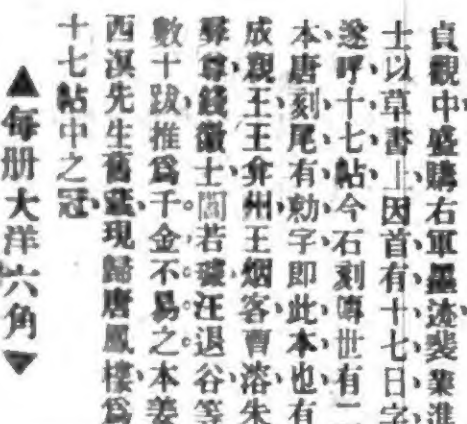 貞觀中盛購右軍墨迹裴業進
士以草書上因首有十七日字、
遂呼十七帖、今石刻傳世有二
本、唐刻尾有勅字、即此本也、有
成親王王弇州王烟客曹溶朱
彝尊錢徵士、閻若璩汪退谷等
數十跋、推爲千金不易之本姜
西溟先生舊藏、現歸唐鳳樓爲
十七帖中之冠、
▲每册大洋六角▼